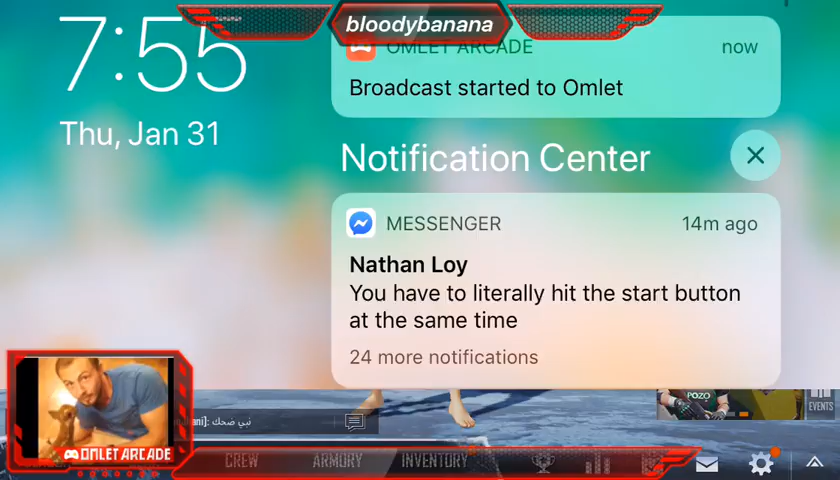 bloodybanana
7:55
Thu, Jan 31
OMLET ARCADE
now
Broadcast started to Omlet
Notification Center
MESSENGER
14m ago
Nathan Loy
You have to literally hit the start button
at the same time
24 more notifications
POZO
EVENTS
نبي ضحك
OMLET ARCADE
CREW
ARMORY
INVENTORY